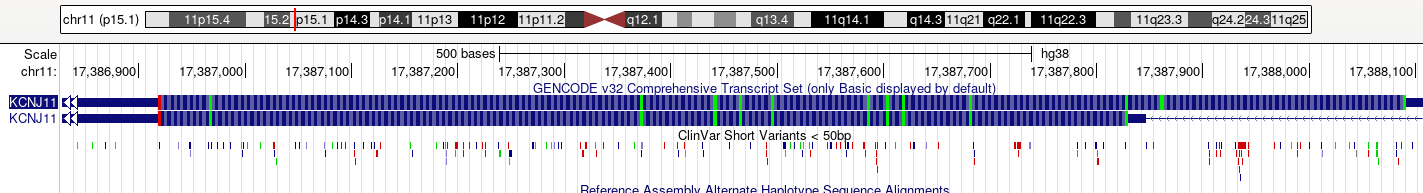 chr11 (p15.1) 11p15.4 15.2 p15.1 p14.3 p14.1 11p13 11p12 11p11.2 q12.1 q13.4 11q14.1 q14.3 11q21 q22.1 11q22.3 11q23.3 q24.2 24.3 11q25
Scale 500 bases hg38
chr11: 17,386,900 17,387,000 17,387,100 17,387,200 17,387,300 17,387,400 17,387,500 17,387,600 17,387,700 17,387,800 17,387,900 17,388,000 17,388,100
GENCODE v32 Comprehensive Transcript Set (only Basic displayed by default)
KCNJ11
KCNJ11
ClinVar Short Variants < 50bp
Reference Assembly Alternate Haplotype Sequence Alignments